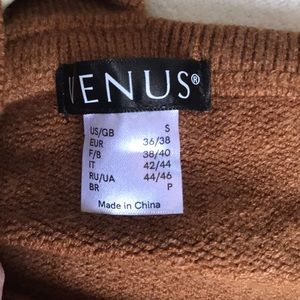 VENUS®
US/GB S
EUR 36/38
F/B 38/40
IT 42/44
RU/UA 44/46
BR P
Made in China